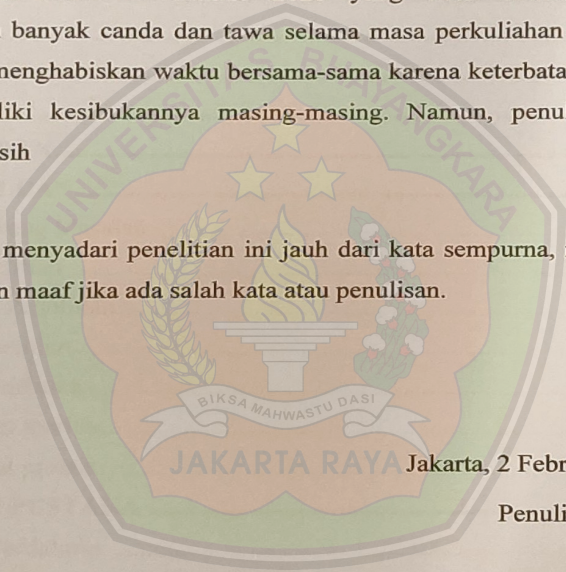 banyak canda dan tawa selama masa perkuliahan
menghabiskan waktu bersama-sama karena keterbata
liki kesibukannya masing-masing. Namun, penu
sih
UNIVERSITAS BHAYANGKARA
menyadari penelitian ini jauh dari kata sempurna,
n maaf jika ada salah kata atau penulisan.
BIKSA MAHWASTU DASI
JAKARTA RAYA
Jakarta, 2 Febr
Penuli